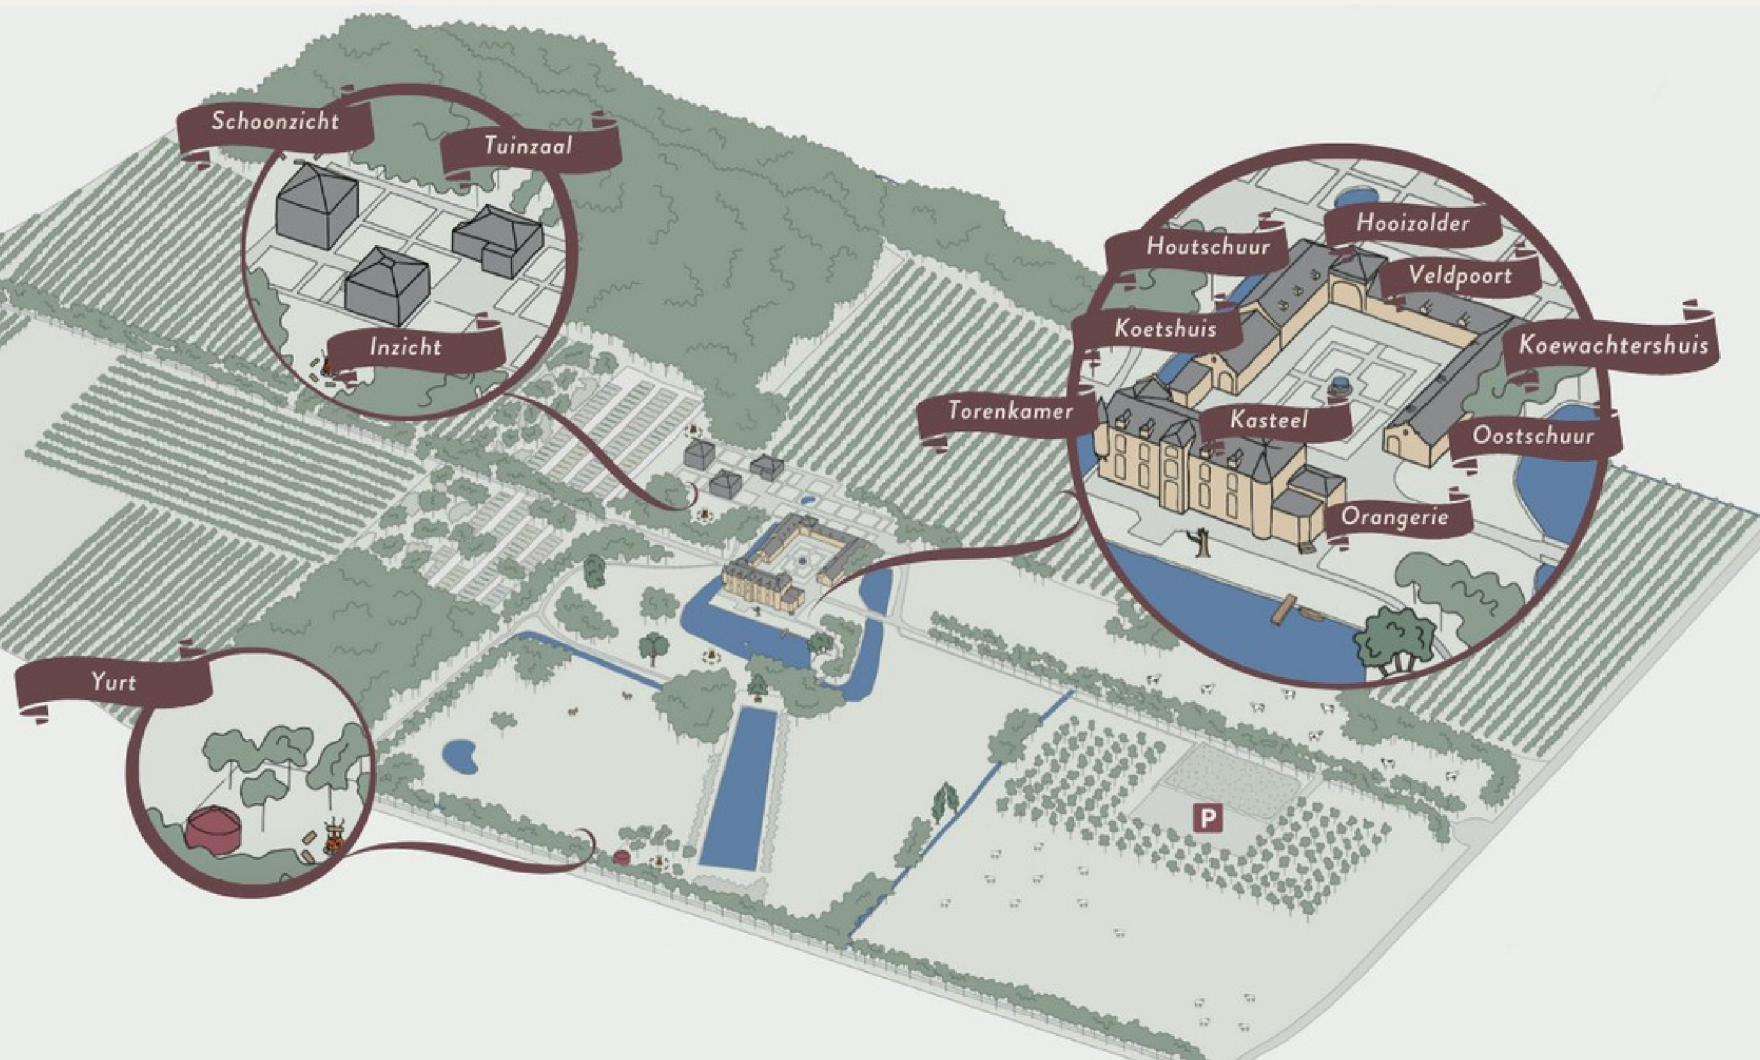 Schoonzicht
Tuinzaal
Inzicht
Hooizolder
Houtschuur
Veldpoort
Koetshuis
Koewachtershuis
Torenkamer
Kasteel
Oostschuur
Orangerie
Yurt
P